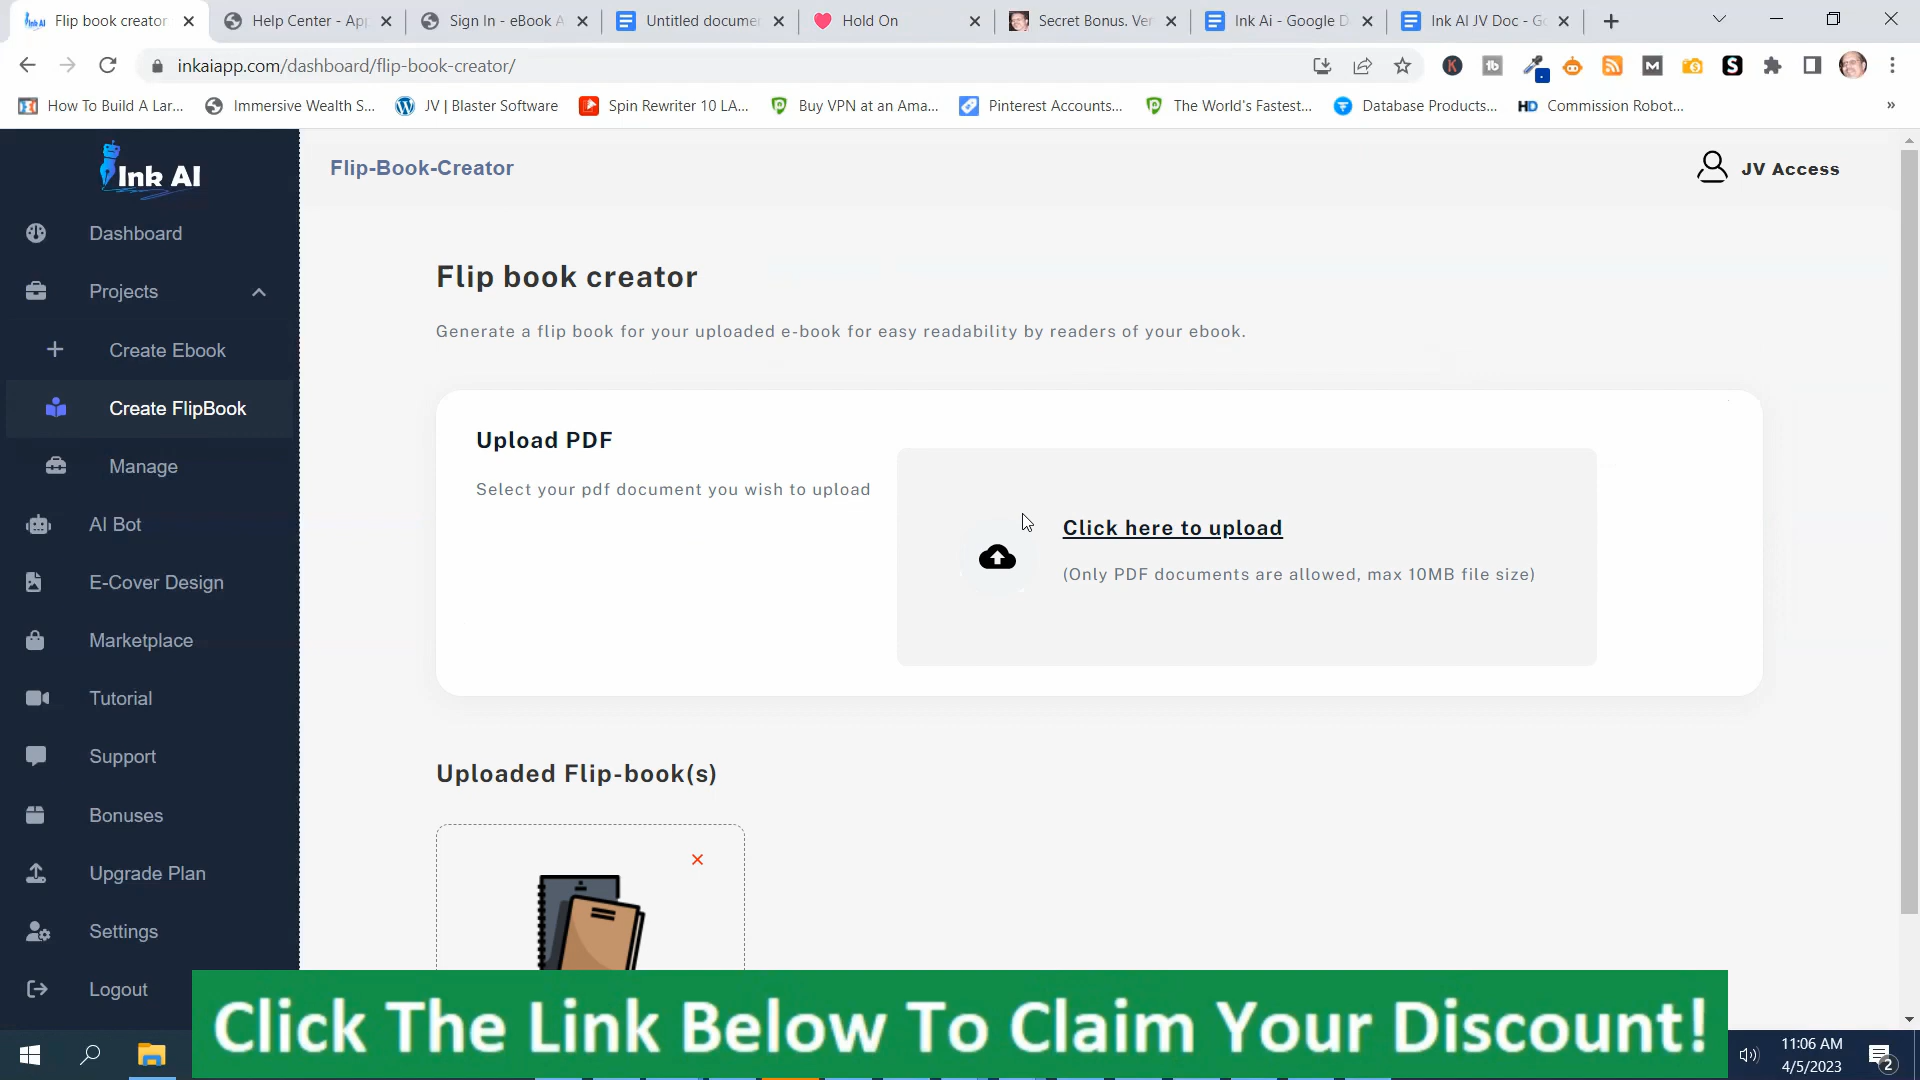 Flip book creator
Help Center - App
Sign In - eBook A
Untitled docume
Hold On
Secret Bonus. Ver
Ink Ai - Google D
Ink AI JV Doc - Go
inkaiapp.com/dashboard/flip-book-creator/
How To Build A Lar...
Immersive Wealth S...
JV | Blaster Software
Spin Rewriter 10 LA...
Buy VPN at an Ama...
Pinterest Accounts...
The World's Fastest...
Database Products...
HD Commission Robot...
Ink AI
Flip-Book-Creator
JV Access
Dashboard
Projects
Create Ebook
Create FlipBook
Manage
AI Bot
E-Cover Design
Marketplace
Tutorial
Support
Bonuses
Upgrade Plan
Settings
Logout
Flip book creator
Generate a flip book for your uploaded e-book for easy readability by readers of your ebook.
Upload PDF
Select your pdf document you wish to upload
Click here to upload
(Only PDF documents are allowed, max 10MB file size)
Uploaded Flip-book(s)
Click The Link Below To Claim Your Discount!
11:06 AM
4/5/2023
2